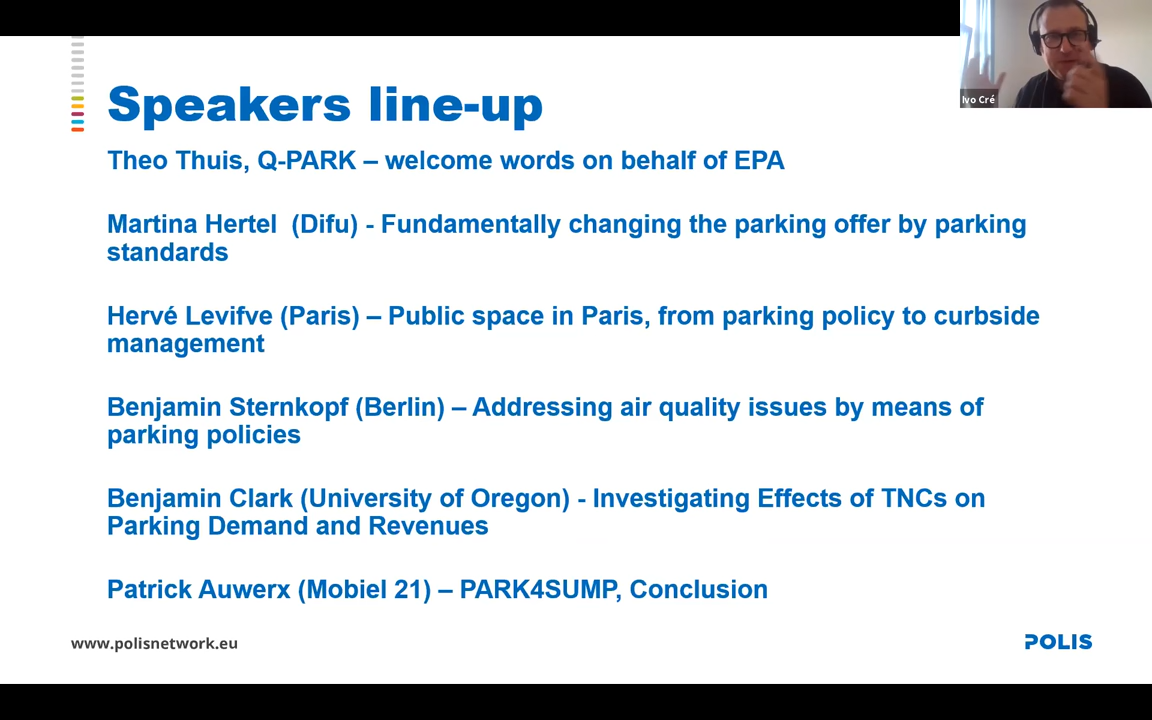 Ivo Cré
Speakers line-up
Theo Thuis, Q-PARK – welcome words on behalf of EPA
Martina Hertel  (Difu) - Fundamentally changing the parking offer by parking
standards
Hervé Levifve (Paris) – Public space in Paris, from parking policy to curbside
management
Benjamin Sternkopf (Berlin) – Addressing air quality issues by means of
parking policies
Benjamin Clark (University of Oregon) - Investigating Effects of TNCs on
Parking Demand and Revenues
Patrick Auwerx (Mobiel 21) – PARK4SUMP, Conclusion
www.polisnetwork.eu
POLIS